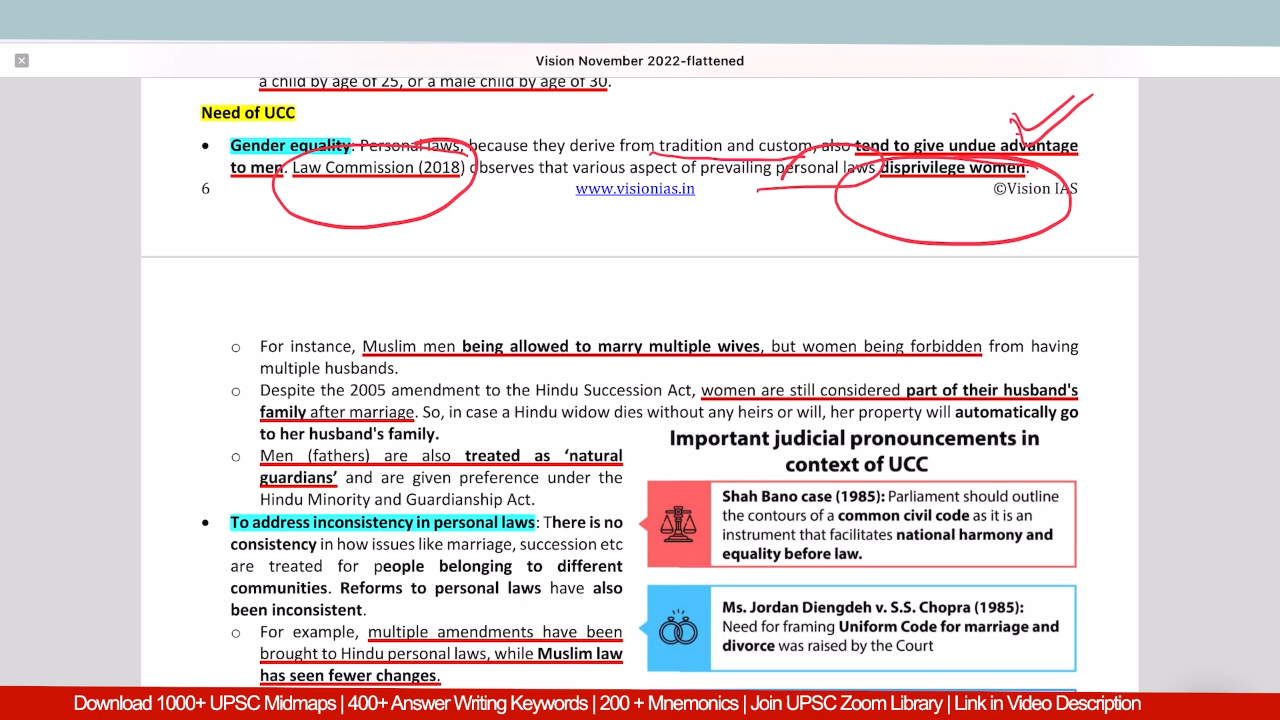 Vision November 2022-flattened
a child by age of 25, or a male child by age of 30.
Need of UCC
• Gender equality: Personal laws, because they derive from tradition and custom, also tend to give undue advantage
to men. Law Commission (2018) observes that various aspect of prevailing personal laws disprivilege women.
6 www.visionias.in ©Vision IAS
o For instance, Muslim men being allowed to marry multiple wives, but women being forbidden from having
multiple husbands.
o Despite the 2005 amendment to the Hindu Succession Act, women are still considered part of their husband's
family after marriage. So, in case a Hindu widow dies without any heirs or will, her property will automatically go
to her husband's family.
o Men (fathers) are also treated as ‘natural
guardians’ and are given preference under the
Hindu Minority and Guardianship Act.
• To address inconsistency in personal laws: There is no
consistency in how issues like marriage, succession etc
are treated for people belonging to different
communities. Reforms to personal laws have also
been inconsistent.
o For example, multiple amendments have been
brought to Hindu personal laws, while Muslim law
has seen fewer changes.
Important judicial pronouncements in
context of UCC
Shah Bano case (1985): Parliament should outline
the contours of a common civil code as it is an
instrument that facilitates national harmony and
equality before law.
Ms. Jordan Diengdeh v. S.S. Chopra (1985):
Need for framing Uniform Code for marriage and
divorce was raised by the Court
Download 1000+ UPSC Midmaps | 400+ Answer Writing Keywords | 200 + Mnemonics | Join UPSC Zoom Library | Link in Video Description